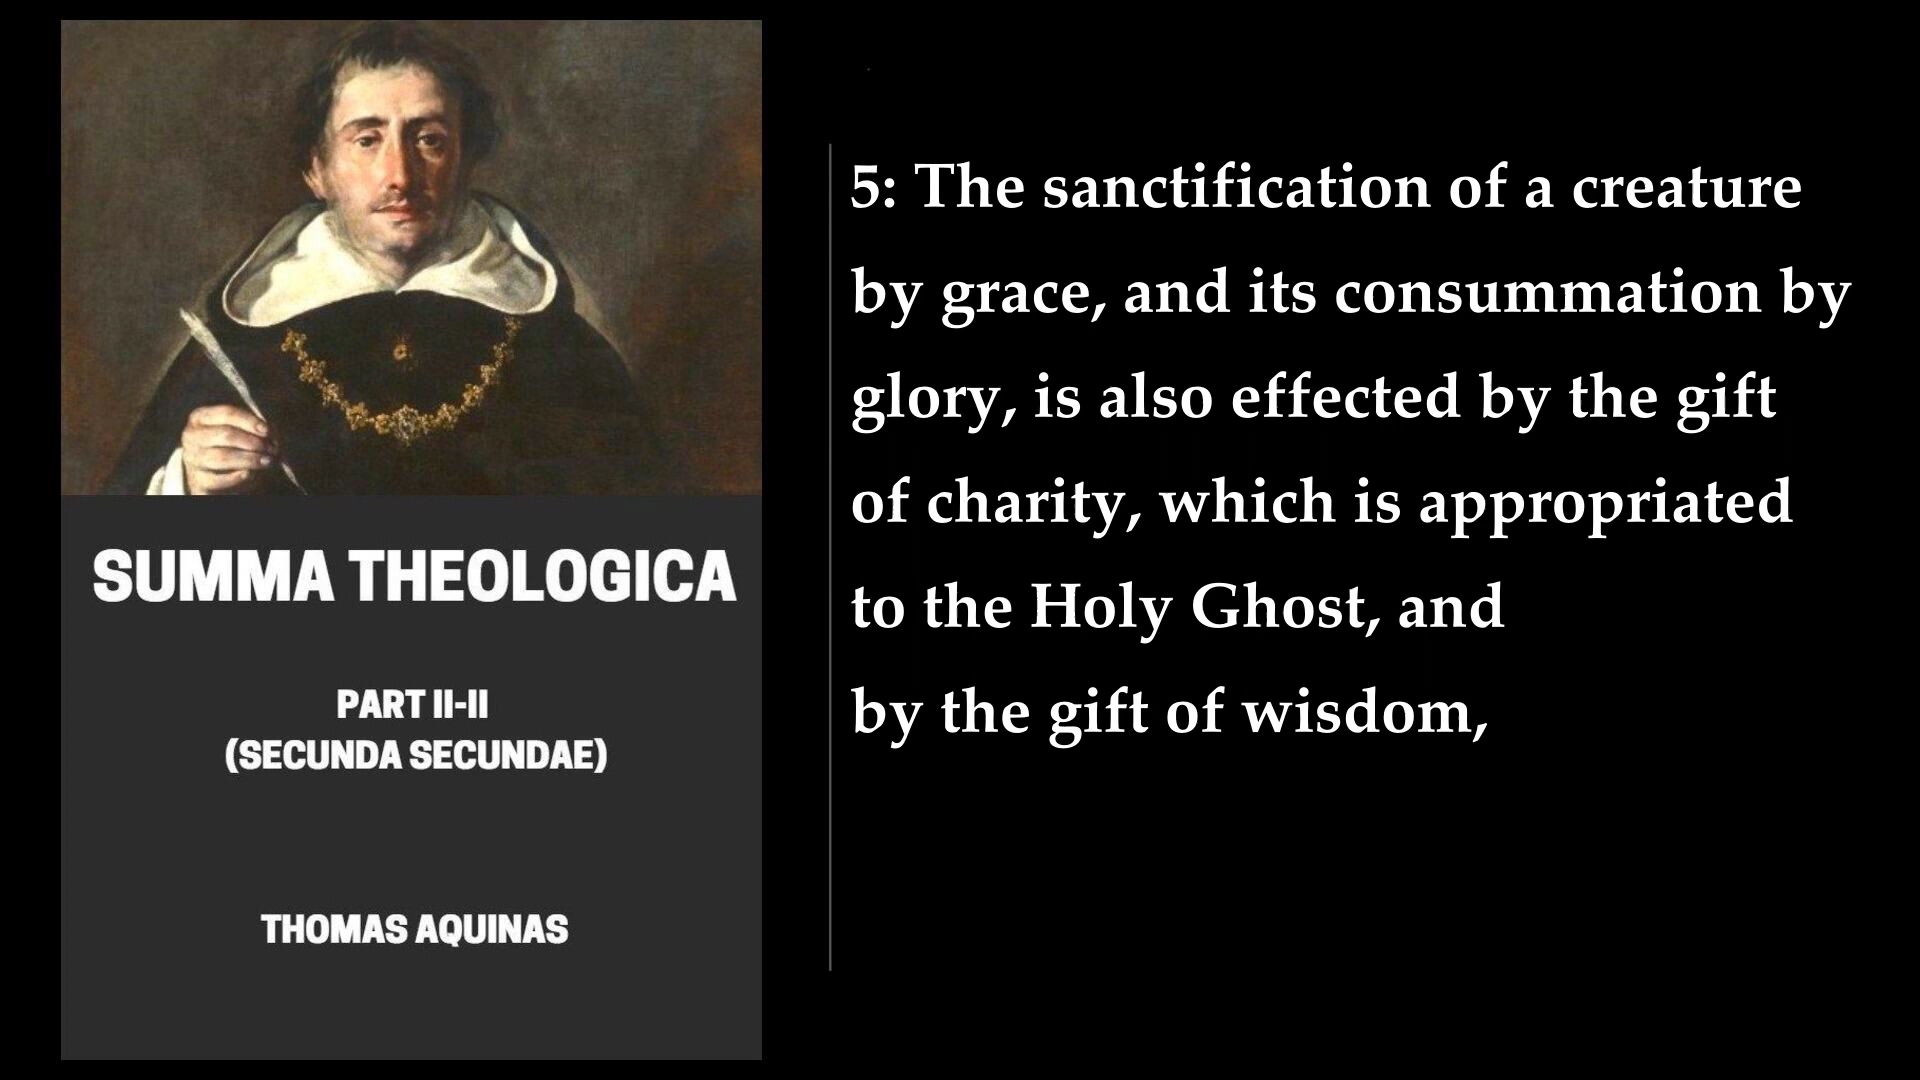 SUMMA THEOLOGICA
PART II-II
(SECUNDA SECUNDAE)
THOMAS AQUINAS
5: The sanctification of a creature
by grace, and its consummation by
glory, is also effected by the gift
of charity, which is appropriated
to the Holy Ghost, and
by the gift of wisdom,